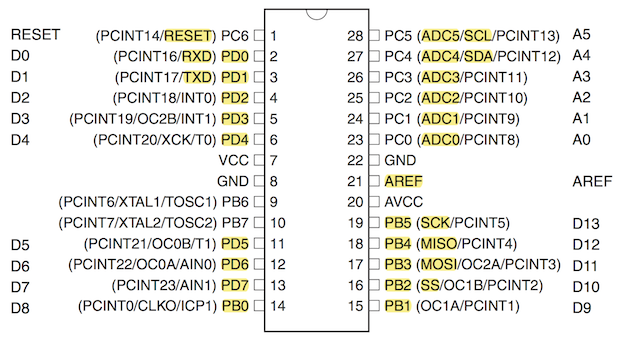 RESET (PCINT14/RESET) PC6 1 28 PC5 (ADC5/SCL/PCINT13) A5
D0 (PCINT16/RXD) PD0 2 27 PC4 (ADC4/SDA/PCINT12) A4
D1 (PCINT17/TXD) PD1 3 26 PC3 (ADC3/PCINT11) A3
D2 (PCINT18/INT0) PD2 4 25 PC2 (ADC2/PCINT10) A2
D3 (PCINT19/OC2B/INT1) PD3 5 24 PC1 (ADC1/PCINT9) A1
D4 (PCINT20/XCK/T0) PD4 6 23 PC0 (ADC0/PCINT8) A0
VCC 7 22 GND
GND 8 21 AREF AREF
(PCINT6/XTAL1/TOSC1) PB6 9 20 AVCC
(PCINT7/XTAL2/TOSC2) PB7 10 19 PB5 (SCK/PCINT5) D13
D5 (PCINT21/OC0B/T1) PD5 11 18 PB4 (MISO/PCINT4) D12
D6 (PCINT22/OC0A/AIN0) PD6 12 17 PB3 (MOSI/OC2A/PCINT3) D11
D7 (PCINT23/AIN1) PD7 13 16 PB2 (SS/OC1B/PCINT2) D10
D8 (PCINT0/CLKO/ICP1) PB0 14 15 PB1 (OC1A/PCINT1) D9